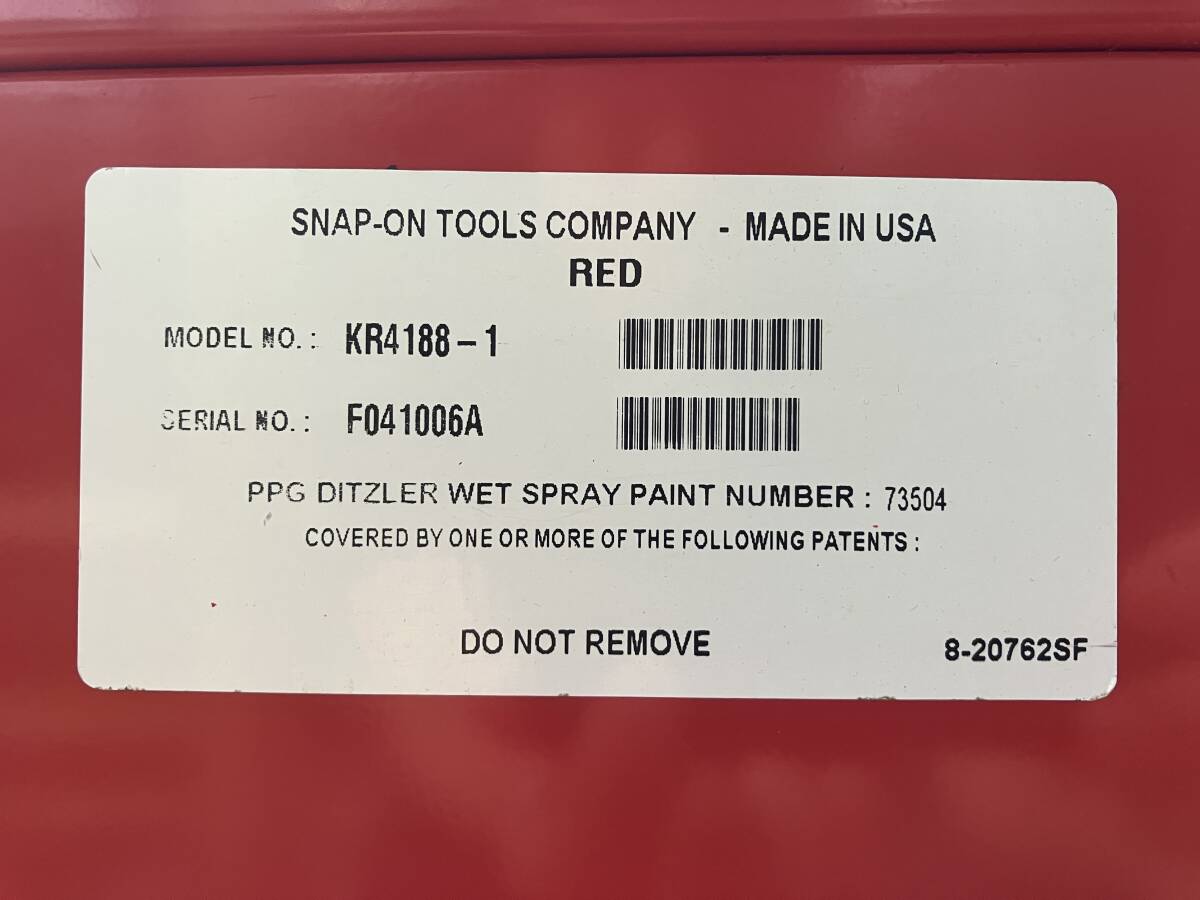 SNAP-ON TOOLS COMPANY - MADE IN USA
RED
MODEL NO.: KR4188-1
SERIAL NO.: F041006A
PPG DITZLER WET SPRAY PAINT NUMBER: 73504
COVERED BY ONE OR MORE OF THE FOLLOWING PATENTS:
DO NOT REMOVE 8-20762SF